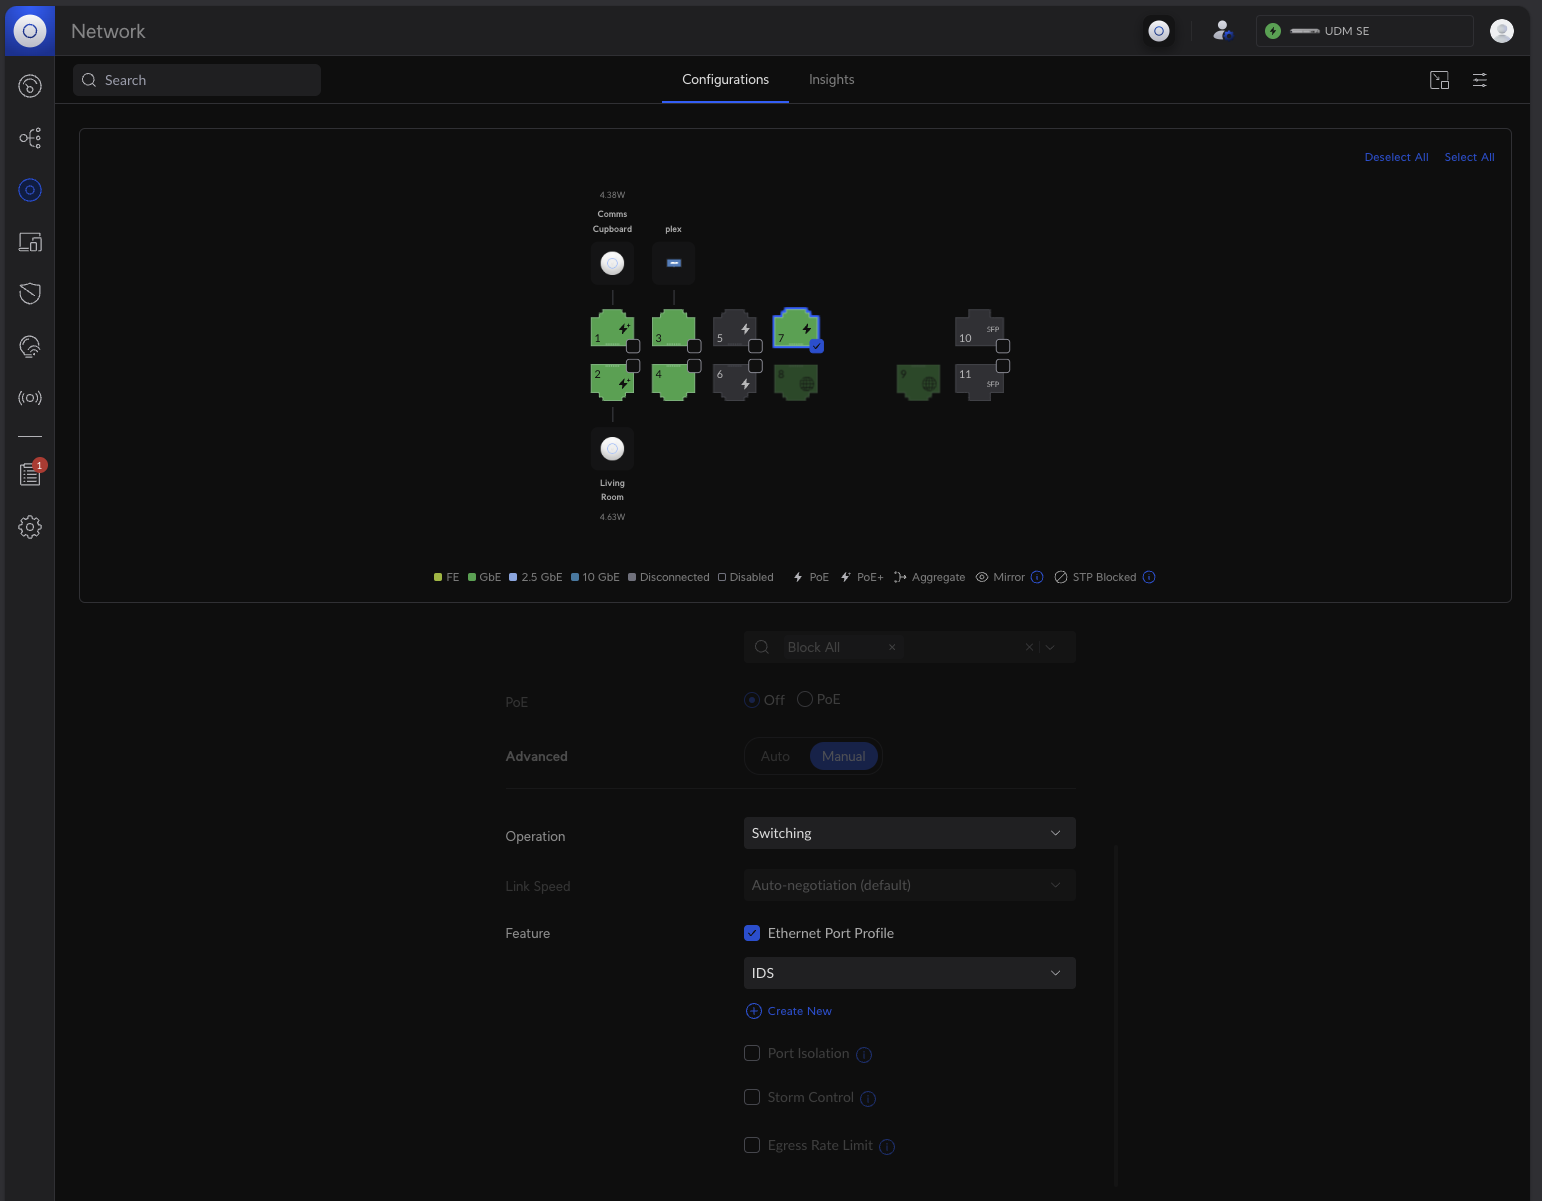 Network
UDM SE
Search
Configurations
Insights
Deselect All
Select All
4.38W
Comms
Cupboard
plex
1
3
5
7
10
SFP
2
4
6
8
9
11
SFP
Living
Room
4.63W
1
FE
GbE
2.5 GbE
10 GbE
Disconnected
Disabled
PoE
PoE+
Aggregate
Mirror
STP Blocked
Block All
PoE
Off
PoE
Advanced
Auto
Manual
Operation
Switching
Link Speed
Auto-negotiation (default)
Feature
Ethernet Port Profile
IDS
Create New
Port Isolation
Storm Control
Egress Rate Limit